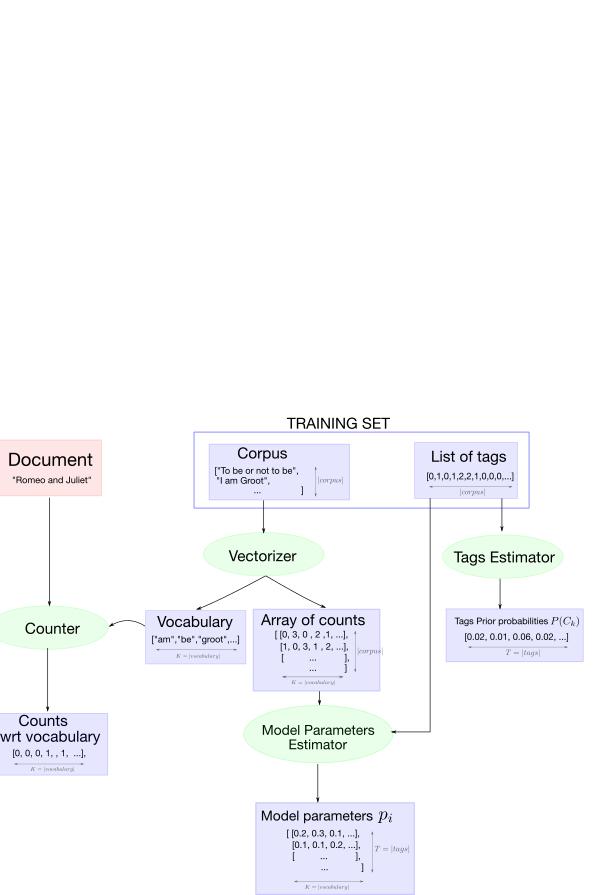 TRAINING SET
Document
"Romeo and Juliet"
Corpus
["To be or not to be",
"I am Groot",
... ]
|corpus|
List of tags
[0,1,0,1,2,2,1,0,0,0,...]
|corpus|
Vectorizer
Tags Estimator
Counter
Vocabulary
["am","be","groot",...]
K = |vocabulary|
Array of counts
[ [0, 3, 0 , 2 ,1, ...],
[1, 0, 3, 1 , 2, ...],
[ ... ],
... ]
|corpus|
K = |vocabulary|
Tags Prior probabilities P(Cₖ)
[0.02, 0.01, 0.06, 0.02, ...]
T = |tags|
Counts
wrt vocabulary
[0, 0, 0, 1, , 1, ...],
K = |vocabulary|
Model Parameters
Estimator
Model parameters pᵢ
[ [0.2, 0.3, 0.1, ...],
[0.1, 0.1, 0.2, ...],
[ ... ],
... ]
T = |tags|
K = |vocabulary|